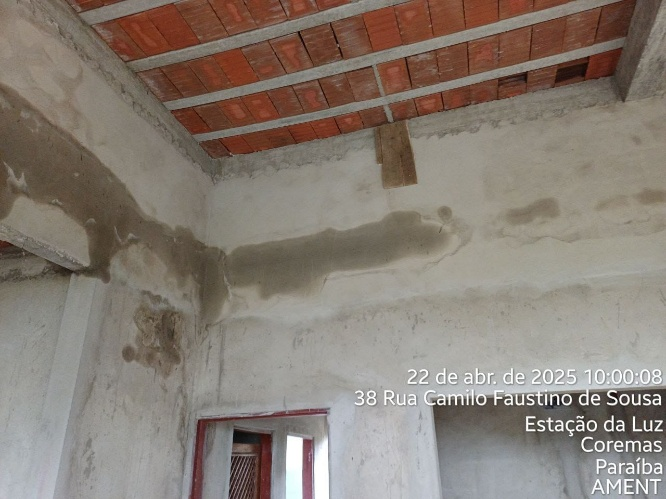 22 de abr. de 2025 10:00:08
38 Rua Camilo Faustino de Sousa
Estação da Luz
Coremas
Paraíba
AMENT